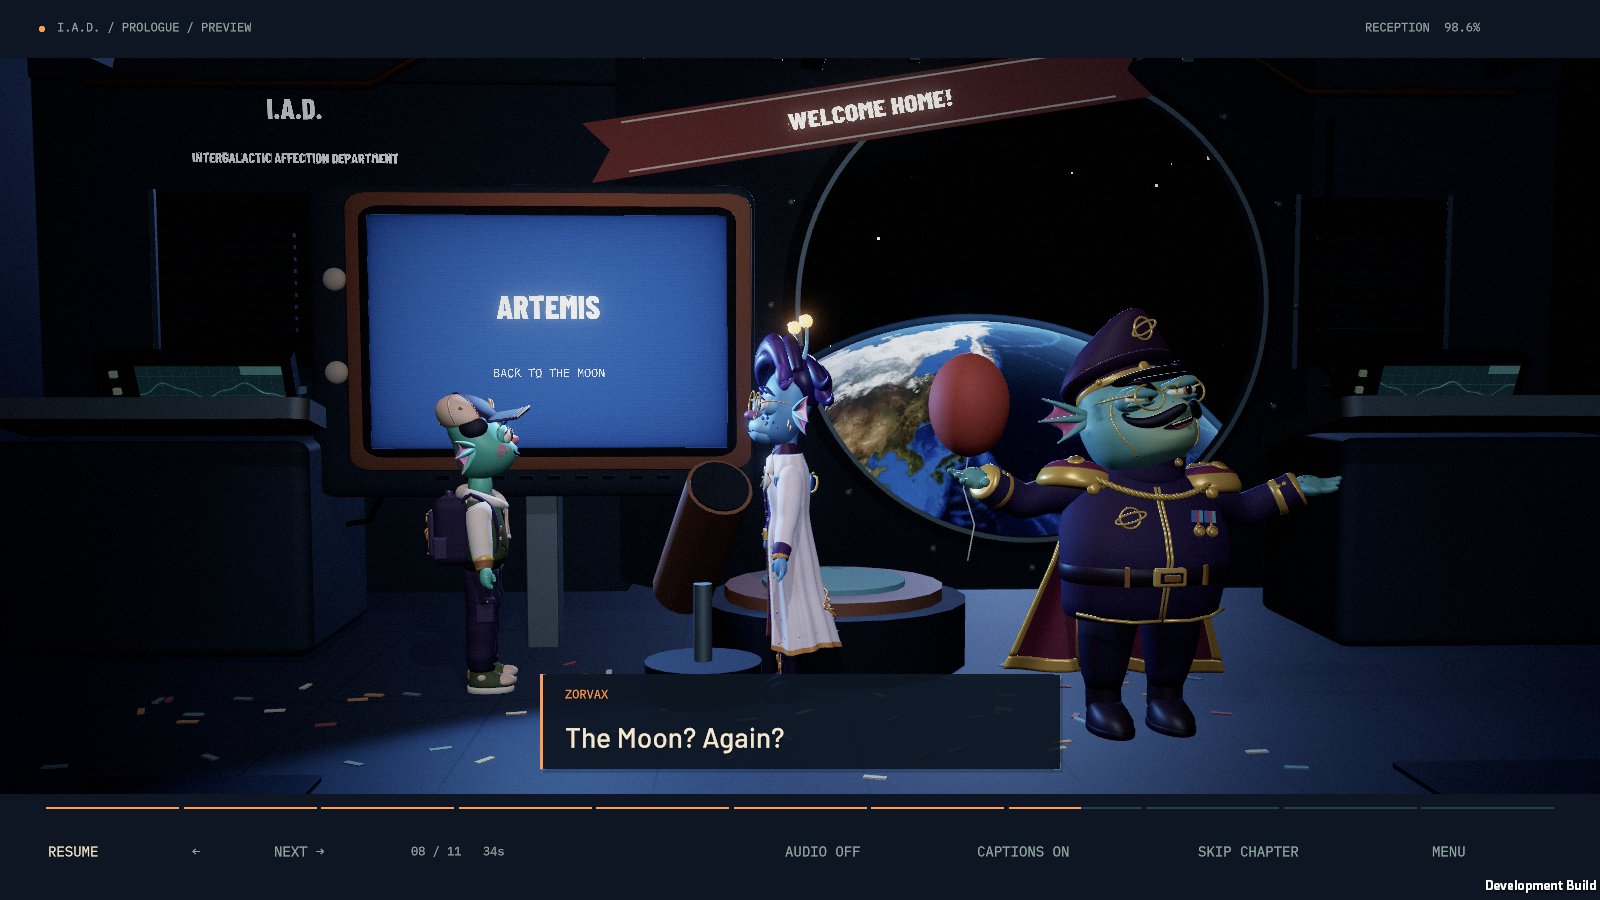 I.A.D. / PROLOGUE / PREVIEW
RECEPTION 98.6%
I.A.D.
INTERGALACTIC AFFECTION DEPARTMENT
WELCOME HOME!
ARTEMIS
BACK TO THE MOON
ZORVAX
The Moon? Again?
RESUME ← NEXT → 08 / 11 34s AUDIO OFF CAPTIONS ON SKIP CHAPTER MENU
Development Build